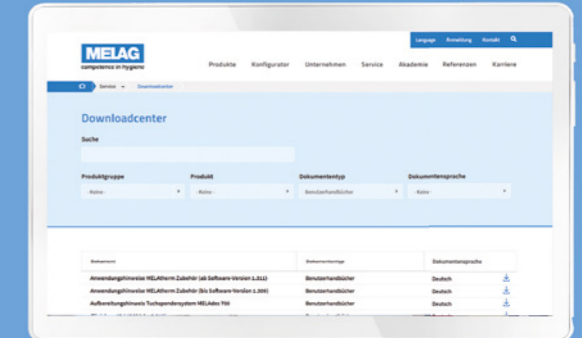 Language Anmeldung Kontakt
MELAG
competence in hygiene
Produkte Konfigurator Unternehmen Service Akademie Referenzen Karriere
Service Downloadcenter
Downloadcenter
Suche
Produktgruppe Produkt Dokumententyp Dokumentensprache
- Keine - - Keine - Benutzerhandbücher - Keine -
Dokument Dokumententyp Dokumentensprache
Anwendungshinweise MELAtherm Zubehör (ab Software-Version 1.311) Benutzerhandbücher Deutsch
Anwendungshinweise MELAtherm Zubehör (bis Software-Version 1.309) Benutzerhandbücher Deutsch
Aufbereitungshinweis Tuchspendersystem MELAdes 700 Benutzerhandbücher Deutsch